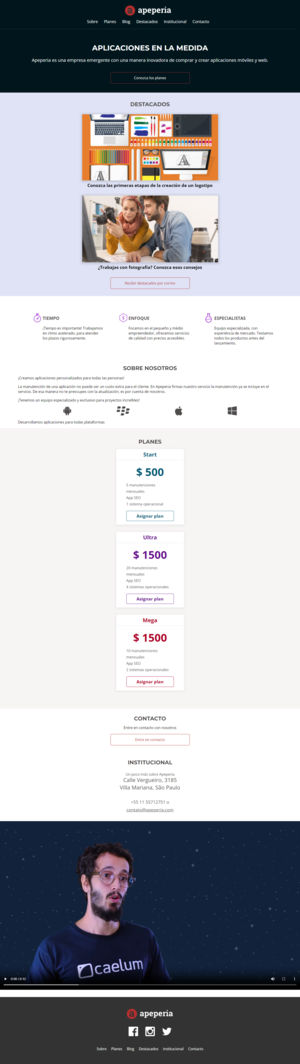 apeperia
Sobre Planes Blog Destacados Institucional Contacto
APLICACIONES EN LA MEDIDA
Apeperia es una empresa emergente con una manera inovadora de comprar y crear aplicaciones móviles y web.
Conozca los planes
DESTACADOS
Conozca las primeras etapas de la creación de un logotipo
¿Trabajas con fotografía? Conozca esos consejos
Recibir destacados por correo
TIEMPO
¡Tiempo es importante! Trabajamos
en ritmo acelerado, para atender
los plazos rigurosamente.
ENFOQUE
Focamos en el pequeño y médio
emprendedor, ofrecemos servicios
de calidad con precios accesibles.
ESPECIALISTAS
Equipo especializado, con
experiencia de mercado. Testamos
todos los productos antes del
lanzamiento.
SOBRE NOSOTROS
¡Creamos aplicaciones personalizados para todas las personas!
La manutención de una aplicación no puede ser un costo extra para el cliente. En Apeperia firmas nuestro servicio la manutención ya se incluye en el
servicio. De esa manera no te preocupes con la atualización, es por cuenta de nosotros.
¡Tenemos un equipo especializado y exclusivo para proyectos increíbles!
Desarrollamos aplicaciones para todas plataformas.
PLANES
Start
$ 500
5 manutenciones
mensuales
App SEO
1 sistema operacional
Asignar plan
Ultra
$ 1500
20 manutenciones
mensuales
App SEO
4 sistemas operacionales
Asignar plan
Mega
$ 1500
10 manutenciones
mensuales
App SEO
2 sistemas operacionales
Asignar plan
CONTACTO
Entre en contacto con nosotros
Entre en contacto
INSTITUCIONAL
Un poco más sobre Apeperia
Calle Vergueiro, 3185
Villa Mariana, São Paulo
+55 11 55712751 o
contato@apeperia.com
caelum
apeperia
Sobre Planes Blog Destacados Institucional Contacto